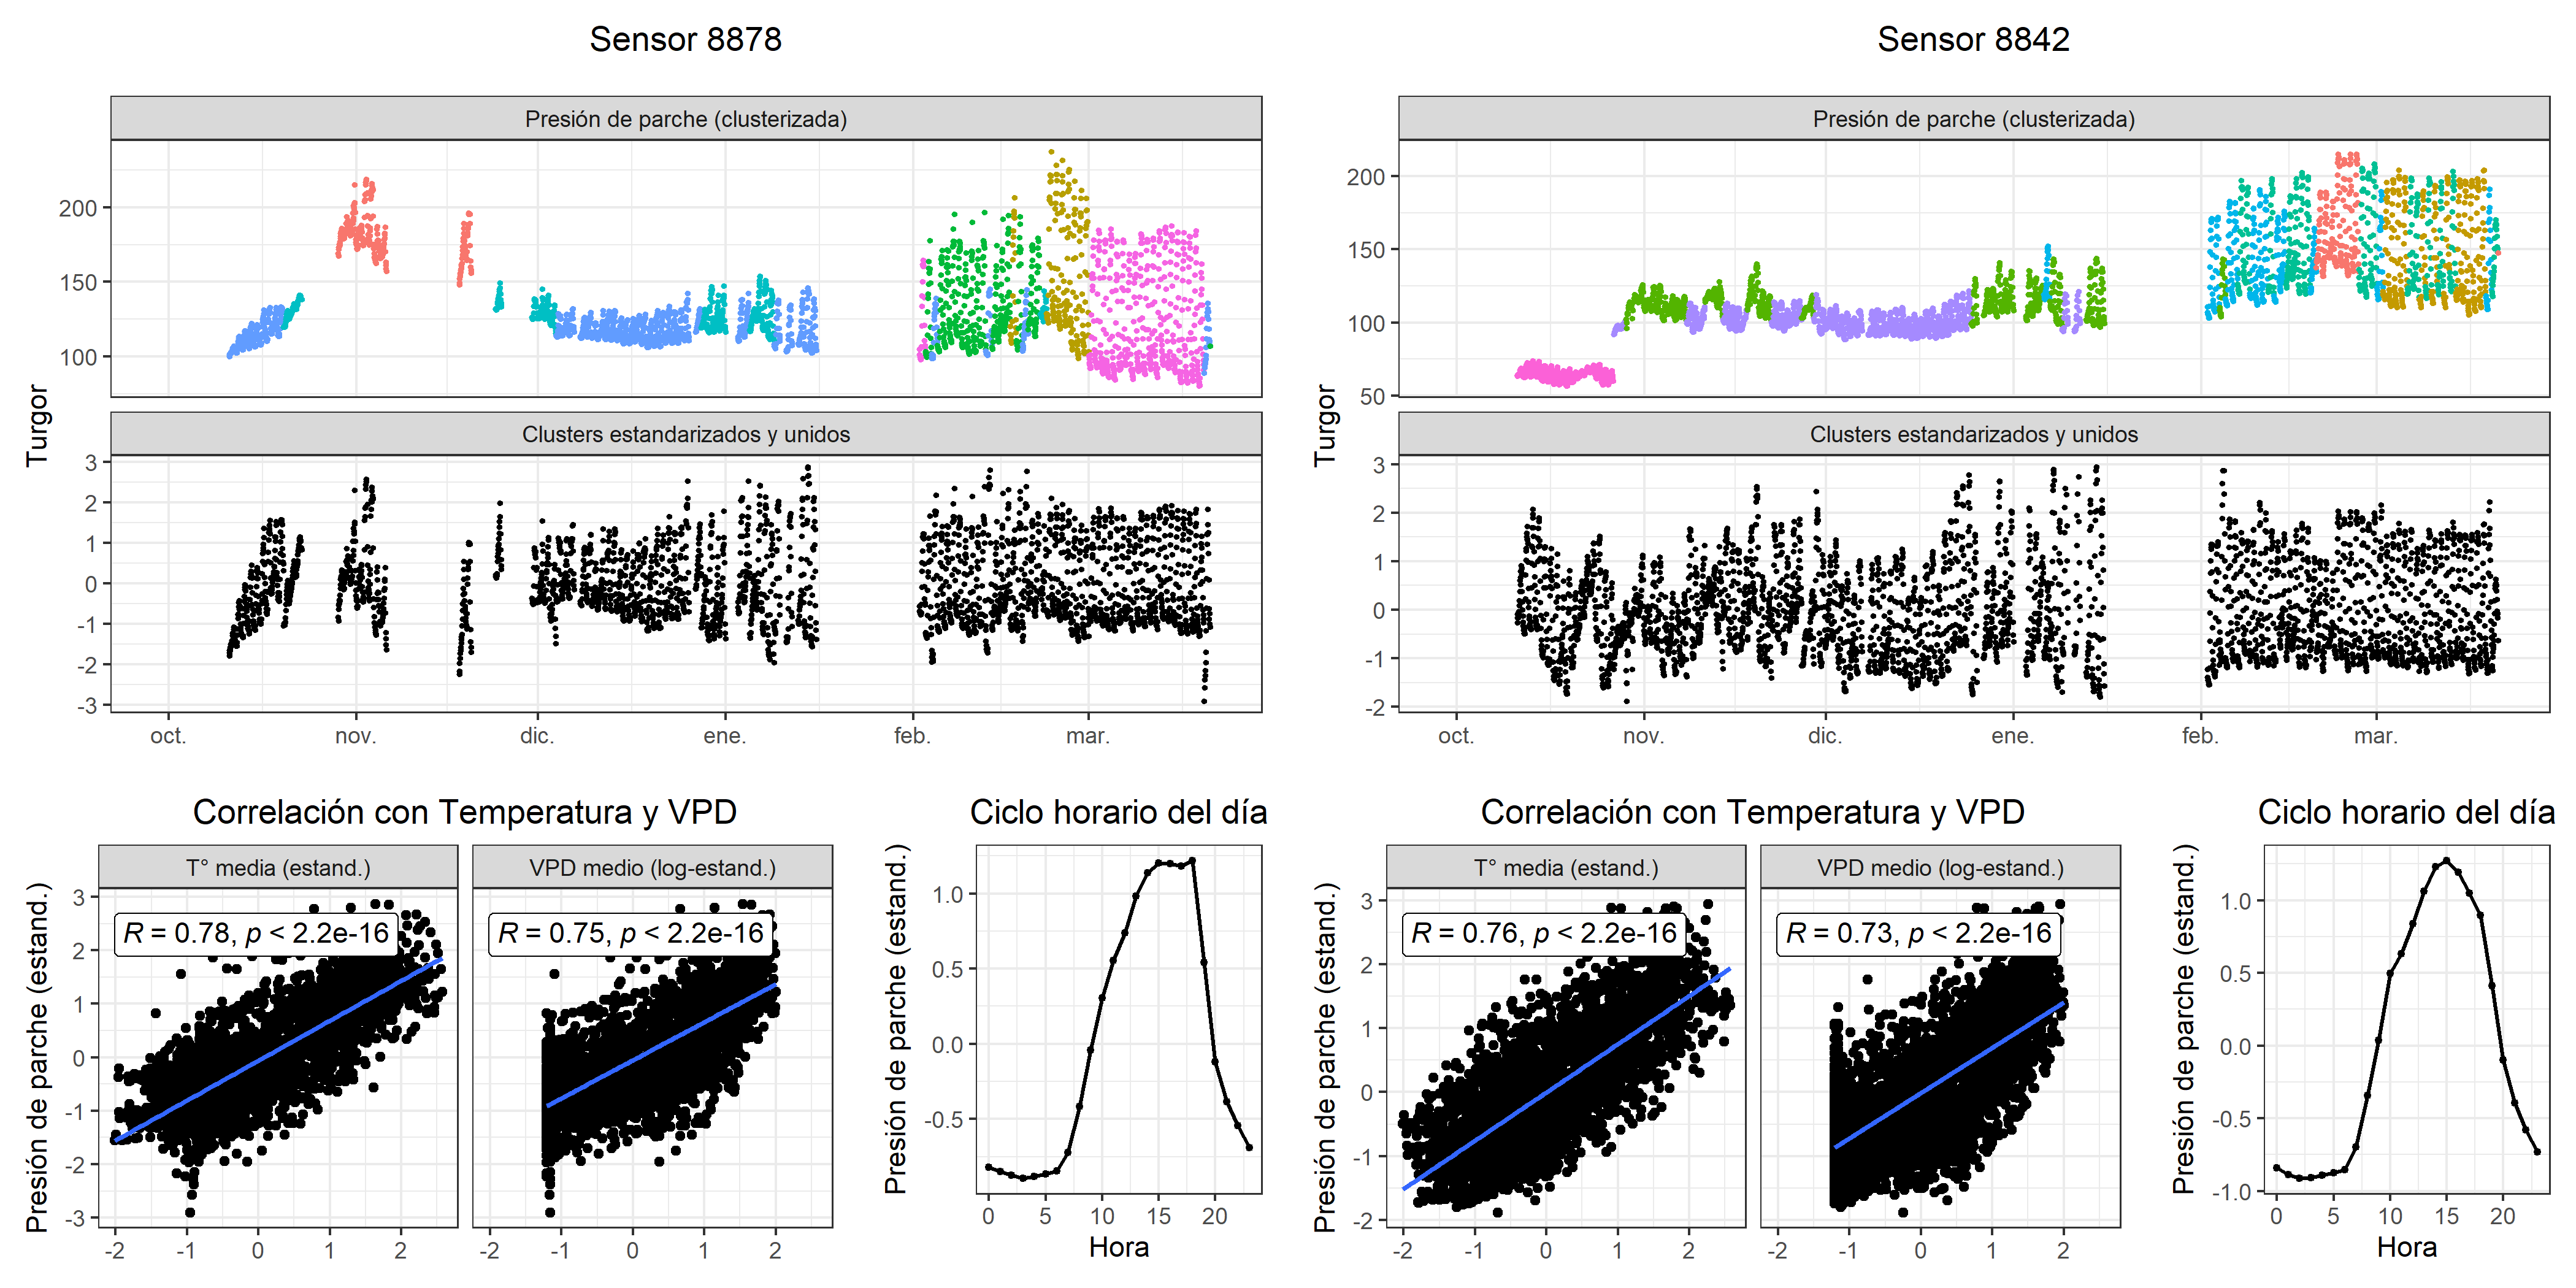 Sensor 8878
Presión de parche (clusterizada)
200
150
100
Turgor
Clusters estandarizados y unidos
3
2
1
0
-1
-2
-3
oct. nov. dic. ene. feb. mar.
Correlación con Temperatura y VPD
T° media (estand.) VPD medio (log-estand.)
R = 0.78, p < 2.2e-16 R = 0.75, p < 2.2e-16
Presión de parche (estand.)
3
2
1
0
-1
-2
-3
-2 -1 0 1 2 -2 -1 0 1 2
Ciclo horario del día
Presión de parche (estand.)
1.0
0.5
0.0
-0.5
0 5 10 15 20
Hora
Sensor 8842
Presión de parche (clusterizada)
200
150
100
50
Turgor
Clusters estandarizados y unidos
3
2
1
0
-1
-2
oct. nov. dic. ene. feb. mar.
Correlación con Temperatura y VPD
T° media (estand.) VPD medio (log-estand.)
R = 0.76, p < 2.2e-16 R = 0.73, p < 2.2e-16
Presión de parche (estand.)
3
2
1
0
-1
-2
-2 -1 0 1 2 -2 -1 0 1 2
Ciclo horario del día
Presión de parche (estand.)
1.0
0.5
0.0
-0.5
-1.0
0 5 10 15 20
Hora